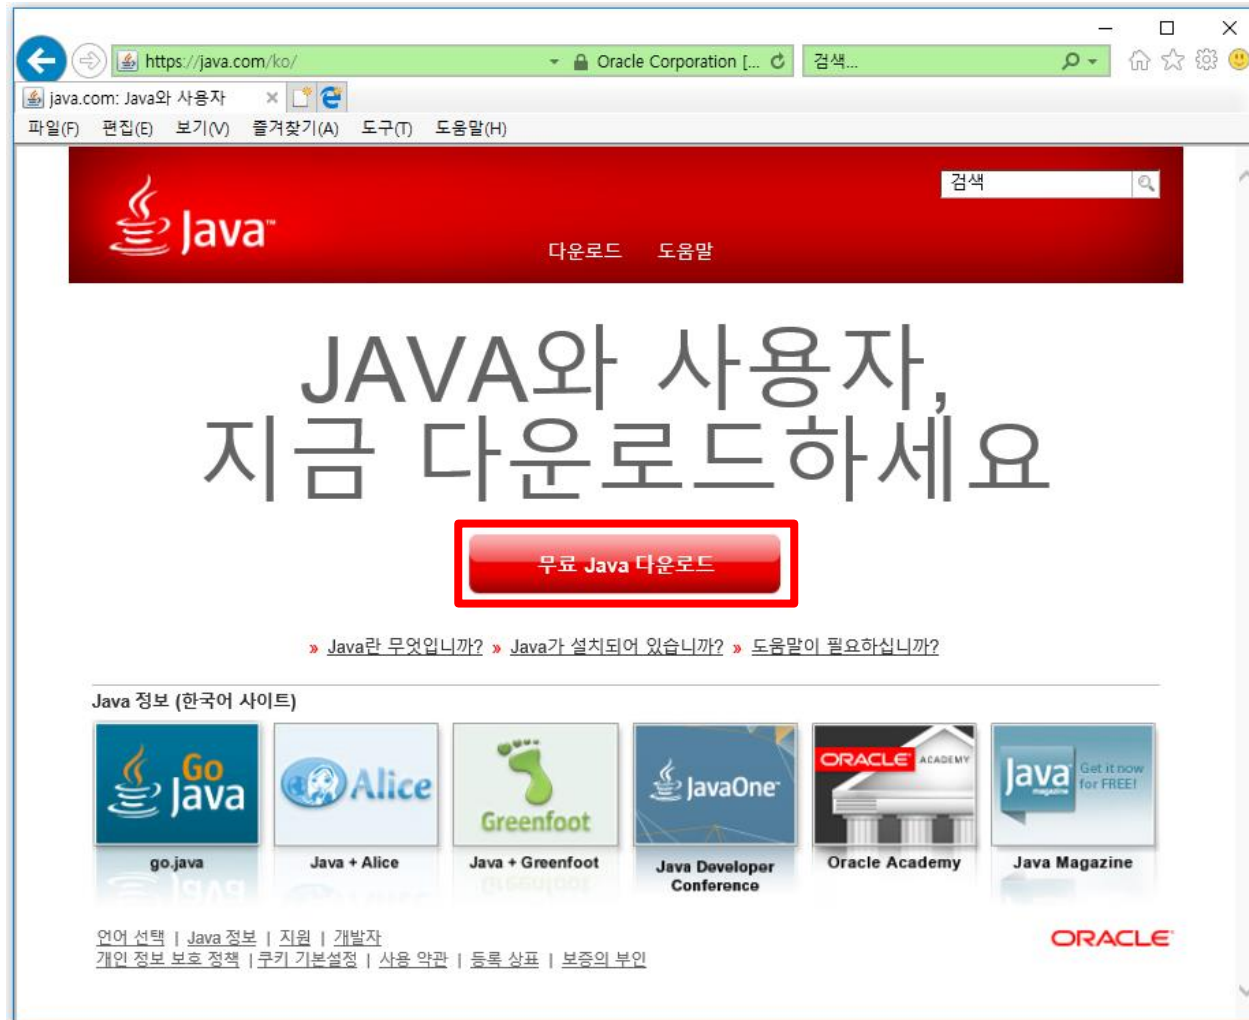 https://java.com/ko/
Oracle Corporation [...
검색...
java.com: Java와 사용자
파일(F) 편집(E) 보기(V) 즐겨찾기(A) 도구(T) 도움말(H)
검색
Java™
다운로드 도움말
JAVA와 사용자,
지금 다운로드하세요
무료 Java 다운로드
» Java란 무엇입니까? » Java가 설치되어 있습니까? » 도움말이 필요하십니까?
Java 정보 (한국어 사이트)
Go
Java
Alice
Greenfoot
JavaOne
ORACLE ACADEMY
Java magazine
Get it now
for FREE!
go.java
Java + Alice
Java + Greenfoot
Java Developer
Conference
Oracle Academy
Java Magazine
언어 선택 | Java 정보 | 지원 | 개발자
개인 정보 보호 정책 | 쿠키 기본설정 | 사용 약관 | 등록 상표 | 보증의 부인
ORACLE